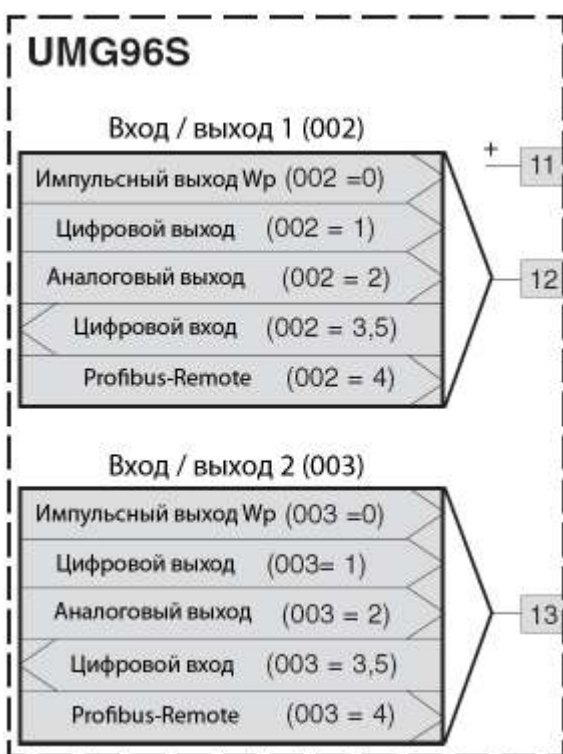 UMG96S
Вход / выход 1 (002)
Импульсный выход Wp (002 =0)
Цифровой выход (002 = 1)
Аналоговый выход (002 = 2)
Цифровой вход (002 = 3,5)
Profibus-Remote (002 = 4)
+ 11
12
Вход / выход 2 (003)
Импульсный выход Wp (003 =0)
Цифровой выход (003= 1)
Аналоговый выход (003 = 2)
Цифровой вход (003 = 3,5)
Profibus-Remote (003 = 4)
13